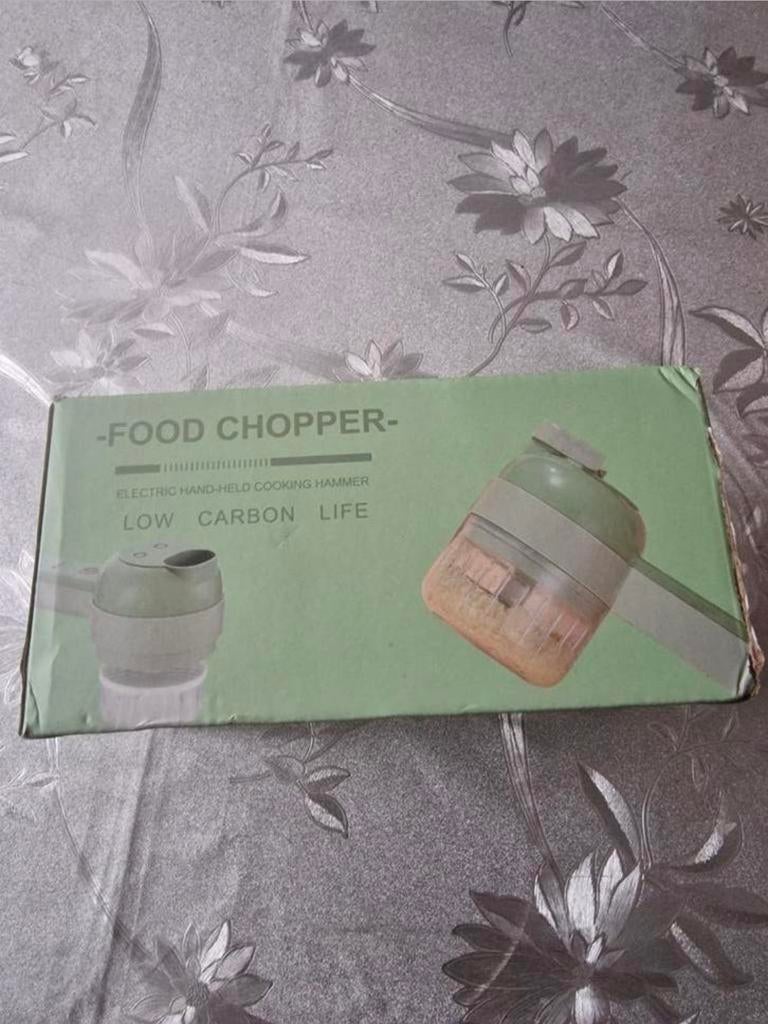 -FOOD CHOPPER-
ELECTRIC HAND-HELD COOKING HAMMER
LOW CARBON LIFE